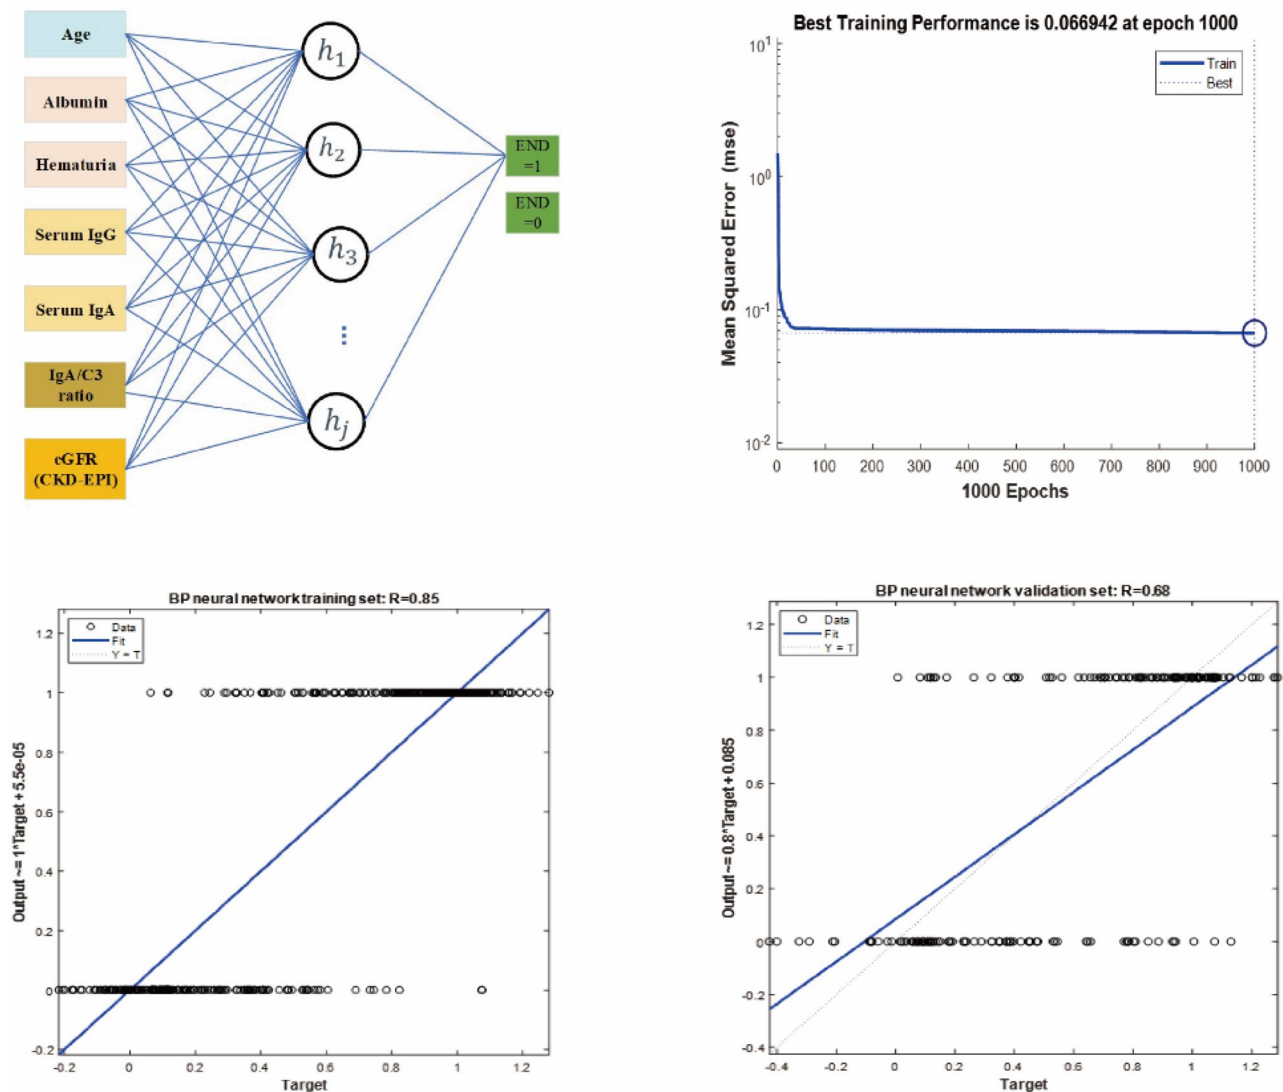 Age
Albumin
Hematuria
Serum IgG
Serum IgA
IgA/C3
ratio
eGFR
(CKD-EPI)
h1
h2
h3
...
hj
END
=1
END
=0
Best Training Performance is 0.066942 at epoch 1000
Mean Squared Error (mse)
10^1
10^0
10^-1
10^-2
Train
Best
0 100 200 300 400 500 600 700 800 900 1000
1000 Epochs
BP neural network training set: R=0.85
Output ~= 1*Target + 5.5e-05
Data
Fit
Y = T
1.2
1
0.8
0.6
0.4
0.2
0
-0.2
-0.2 0 0.2 0.4 0.6 0.8 1 1.2
Target
BP neural network validation set: R=0.68
Output ~= 0.8*Target + 0.085
Data
Fit
Y = T
1.2
1
0.8
0.6
0.4
0.2
0
-0.2
-0.4
-0.4 -0.2 0 0.2 0.4 0.6 0.8 1 1.2
Target